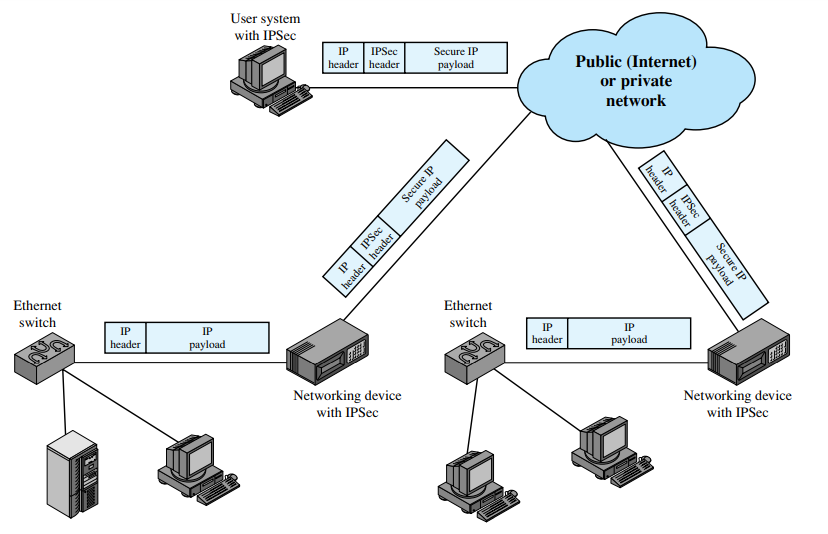 User system
with IPSec
IP
header
IPSec
header
Secure IP
payload
Public (Internet)
or private
network
IP
header
IPSec
header
Secure IP
payload
IP
header
IPSec
header
Secure IP
payload
Ethernet
switch
IP
header
IP
payload
Networking device
with IPSec
Ethernet
switch
IP
header
IP
payload
Networking device
with IPSec